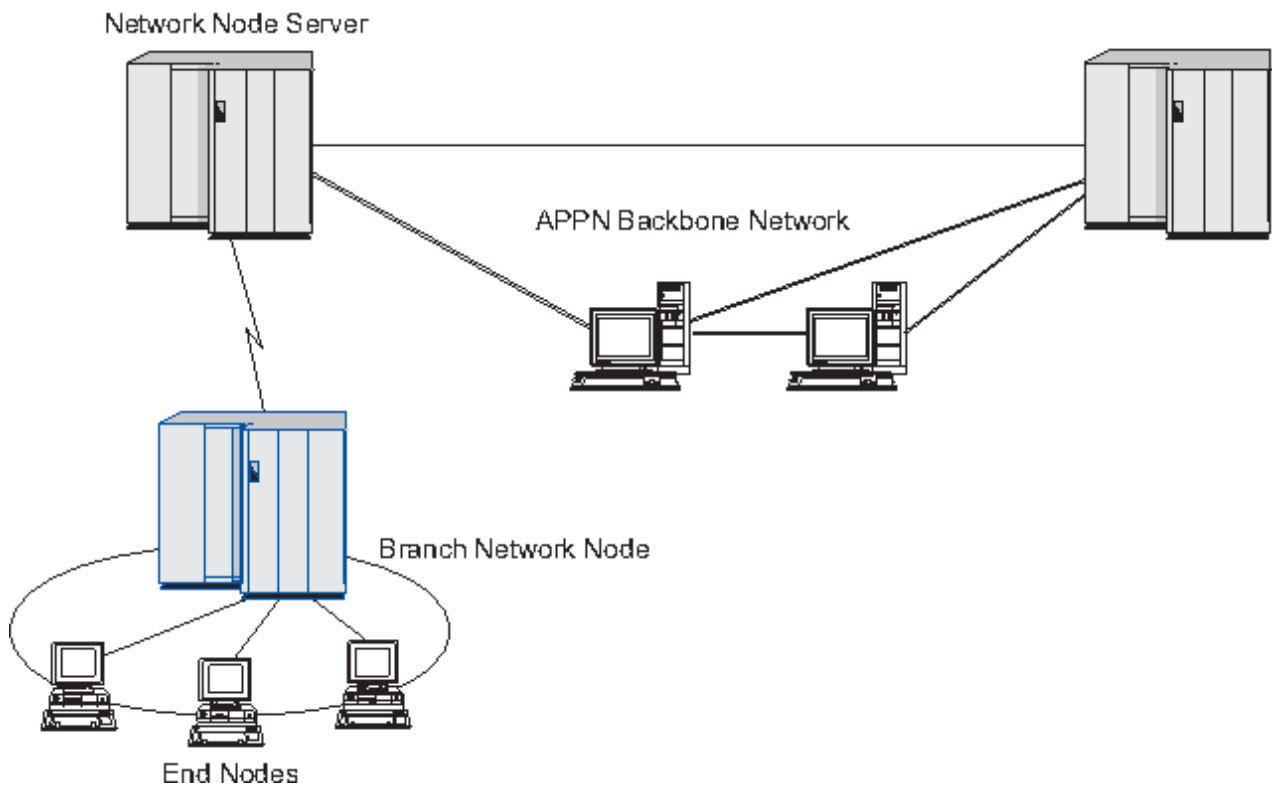 Network Node Server
APPN Backbone Network
Branch Network Node
End Nodes